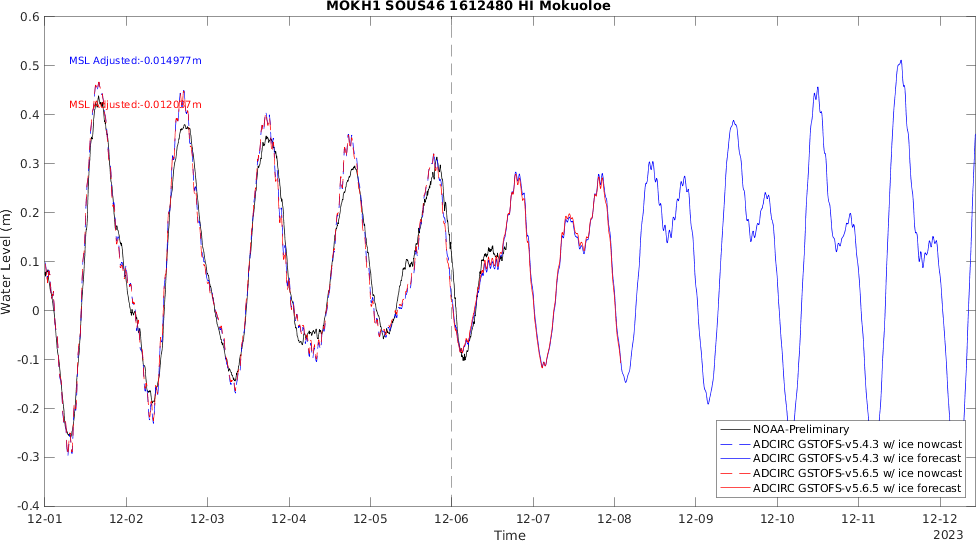 MOKH1 SOUS46 1612480 HI Mokuoloe
0.6
0.5
0.4
0.3
0.2
0.1
0
-0.1
-0.2
-0.3
-0.4
Water Level (m)
MSL Adjusted:-0.014977m
MSL Adjusted:-0.012077m
NOAA-Preliminary
ADCIRC GSTOFS-v5.4.3 w/ ice nowcast
ADCIRC GSTOFS-v5.4.3 w/ ice forecast
ADCIRC GSTOFS-v5.6.5 w/ ice nowcast
ADCIRC GSTOFS-v5.6.5 w/ ice forecast
12-01 12-02 12-03 12-04 12-05 12-06 12-07 12-08 12-09 12-10 12-11 12-12
2023
Time